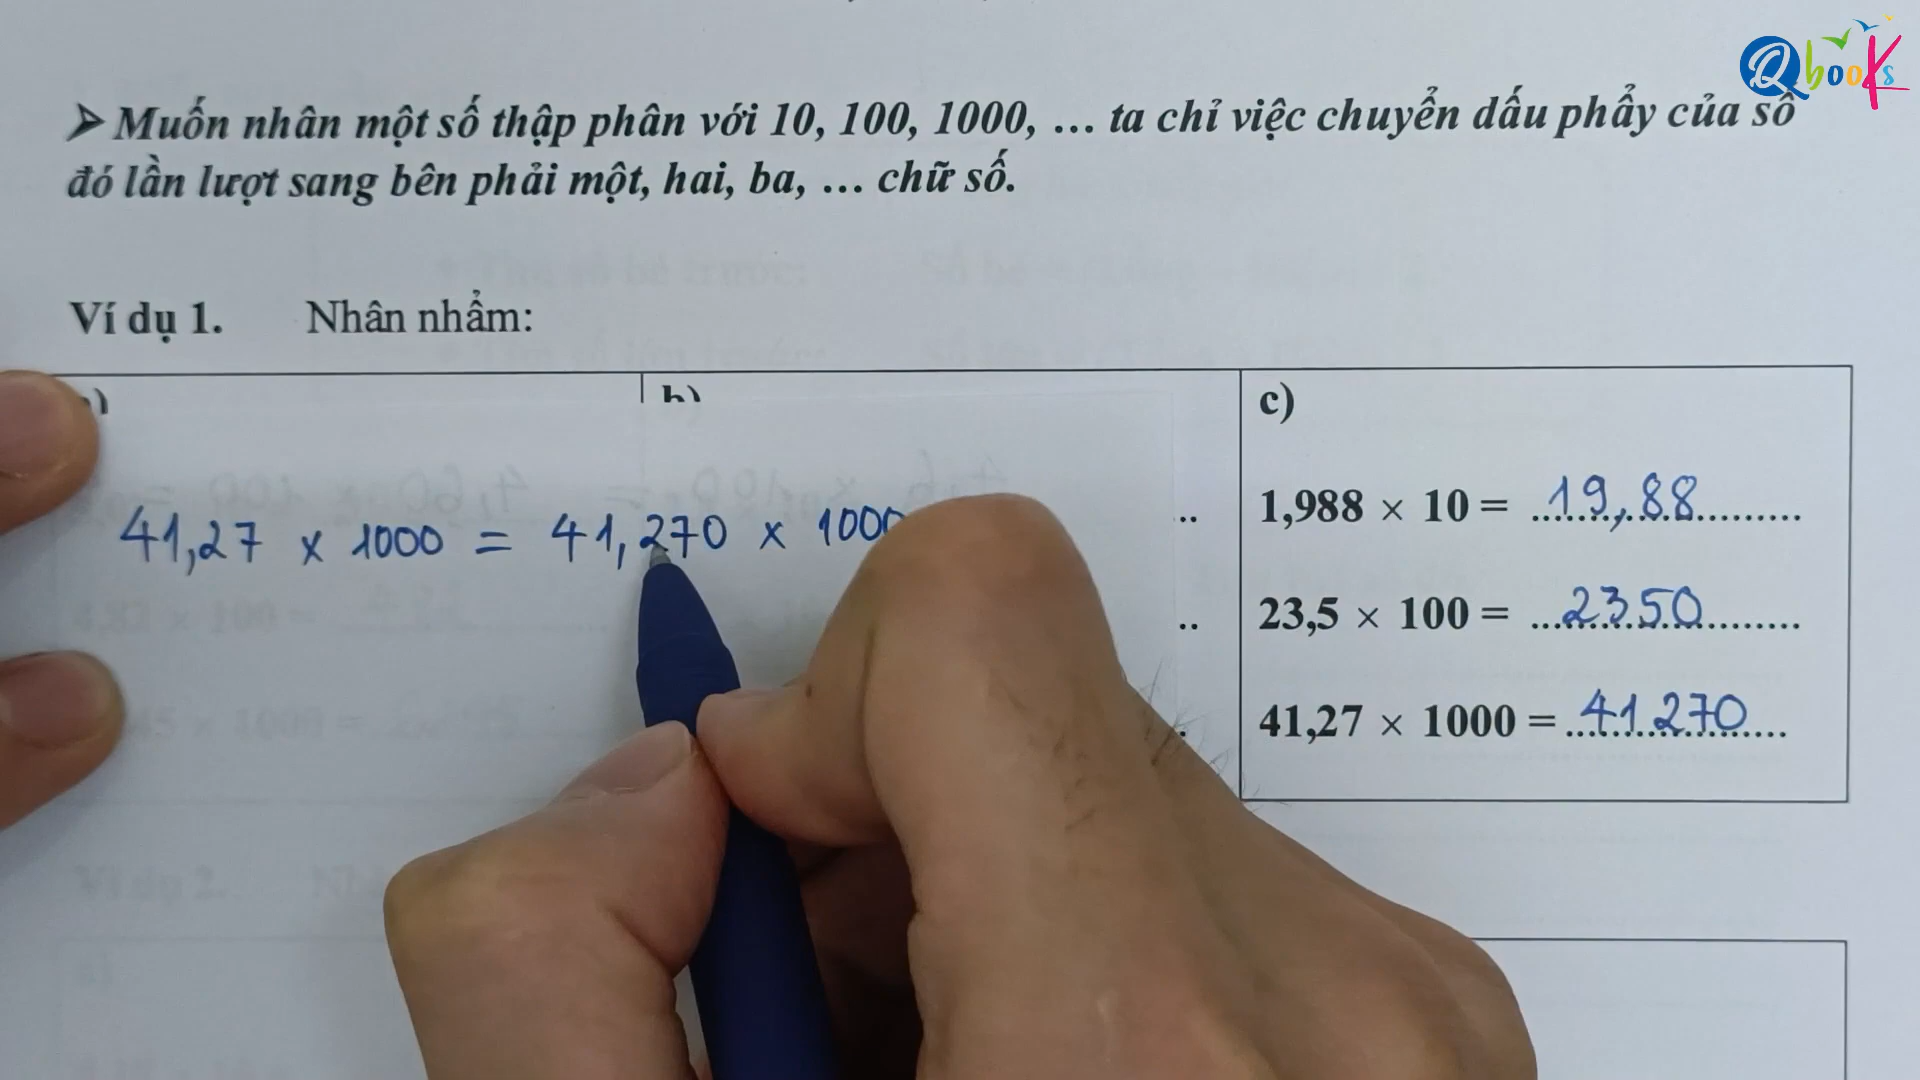 Qbooks
➤ Muốn nhân một số thập phân với 10, 100, 1000, … ta chỉ việc chuyển dấu phẩy của số
đó lần lượt sang bên phải một, hai, ba, … chữ số.
Ví dụ 1. Nhân nhẩm:
b)
c)
41,27 x 1000 = 41,270 x 1000
1,988 × 10 = 19,88
23,5 × 100 = 2350
41,27 × 1000 = 41270